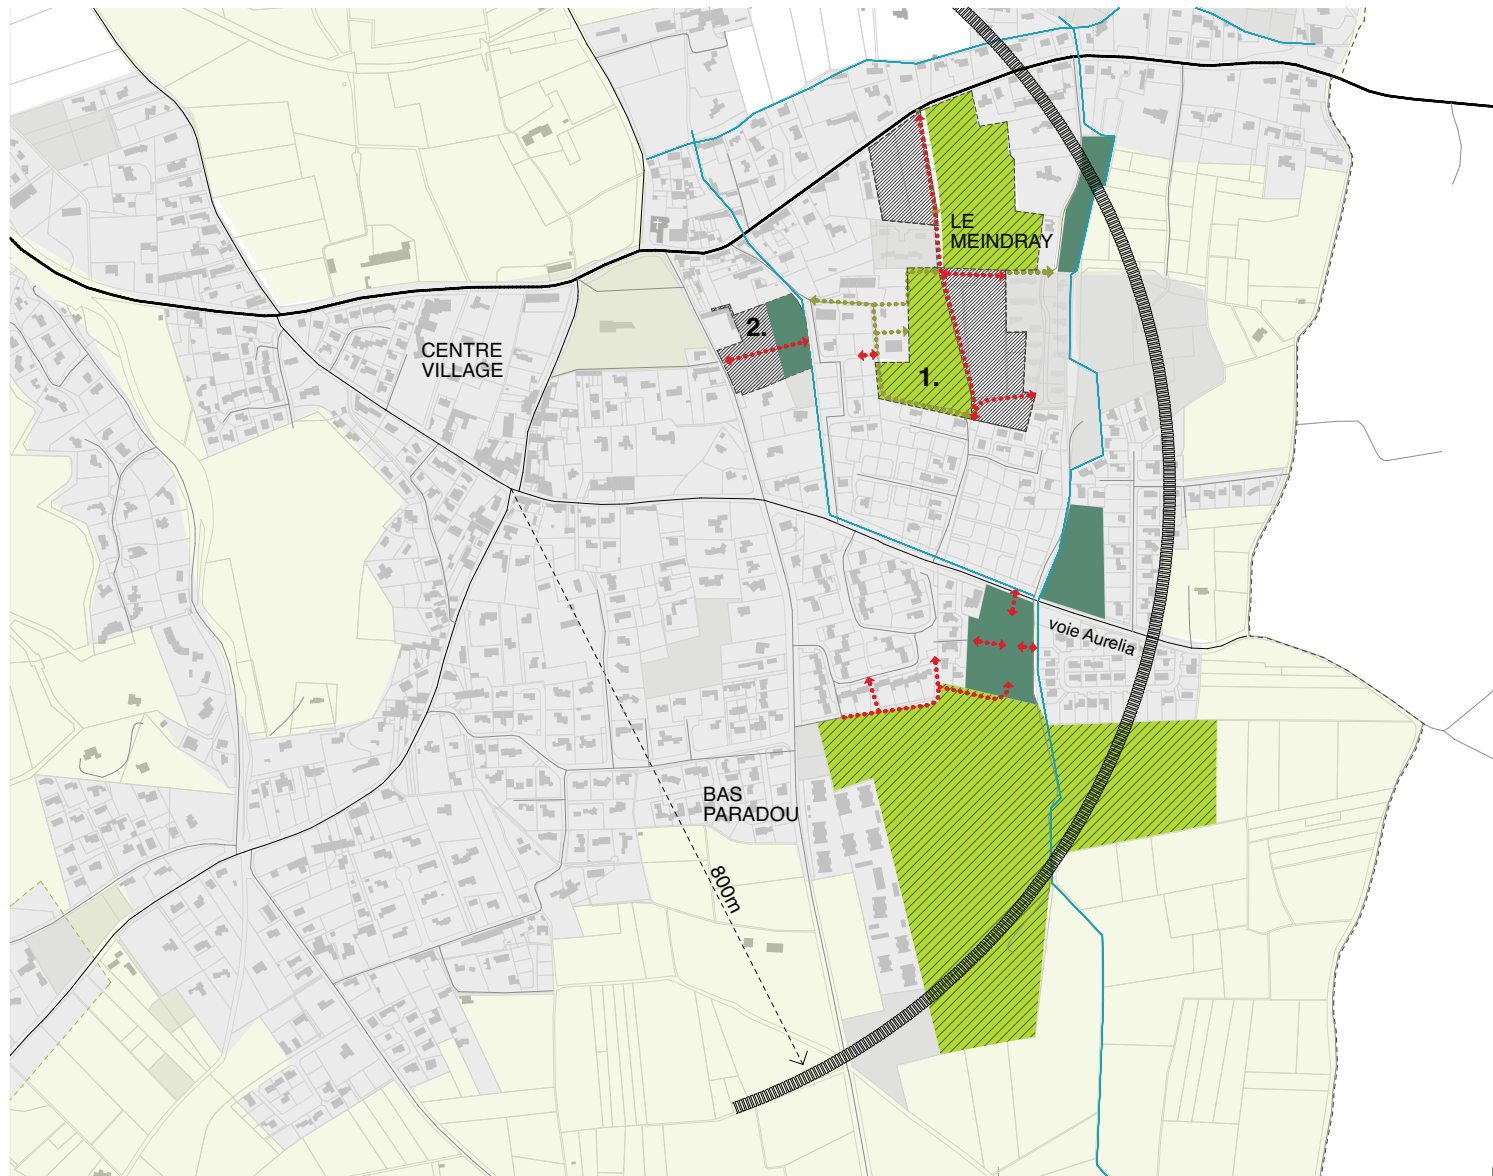 LE
MEINDRAY
2.
CENTRE
VILLAGE
1.
voie Aurelia
BAS
PARADOU
800m